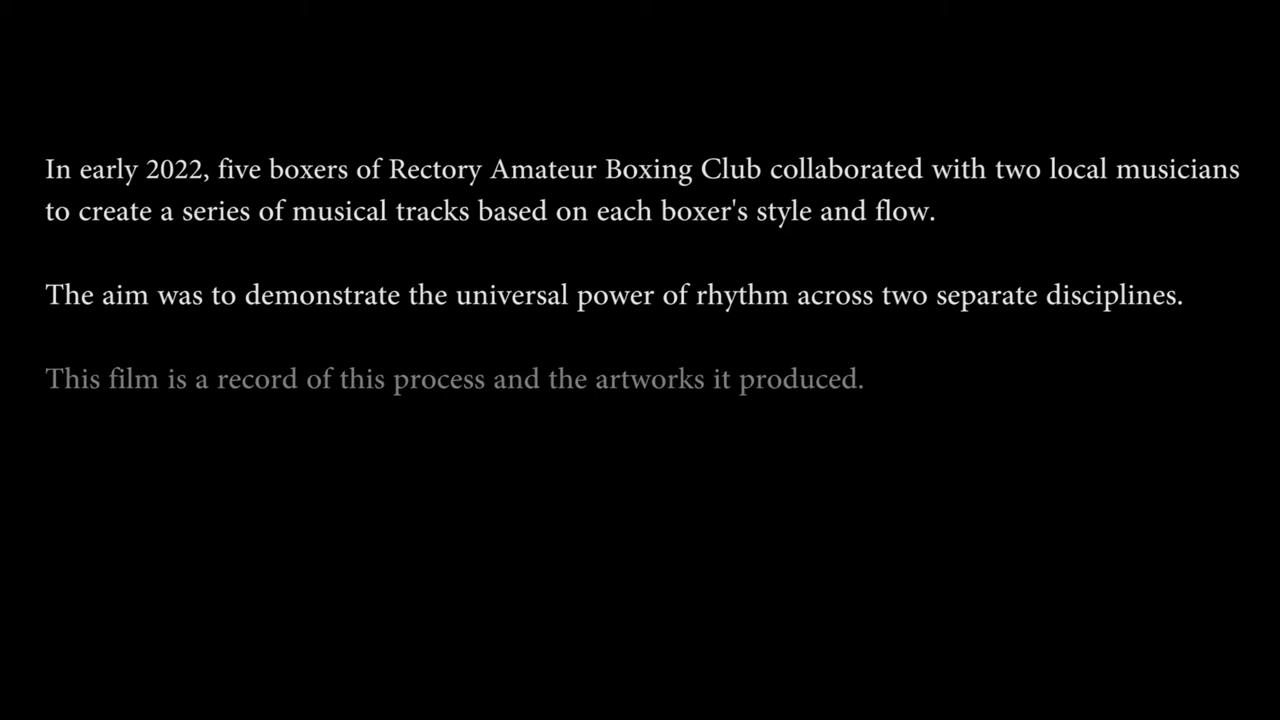 In early 2022, five boxers of Rectory Amateur Boxing Club collaborated with two local musicians
to create a series of musical tracks based on each boxer's style and flow.
The aim was to demonstrate the universal power of rhythm across two separate disciplines.
This film is a record of this process and the artworks it produced.